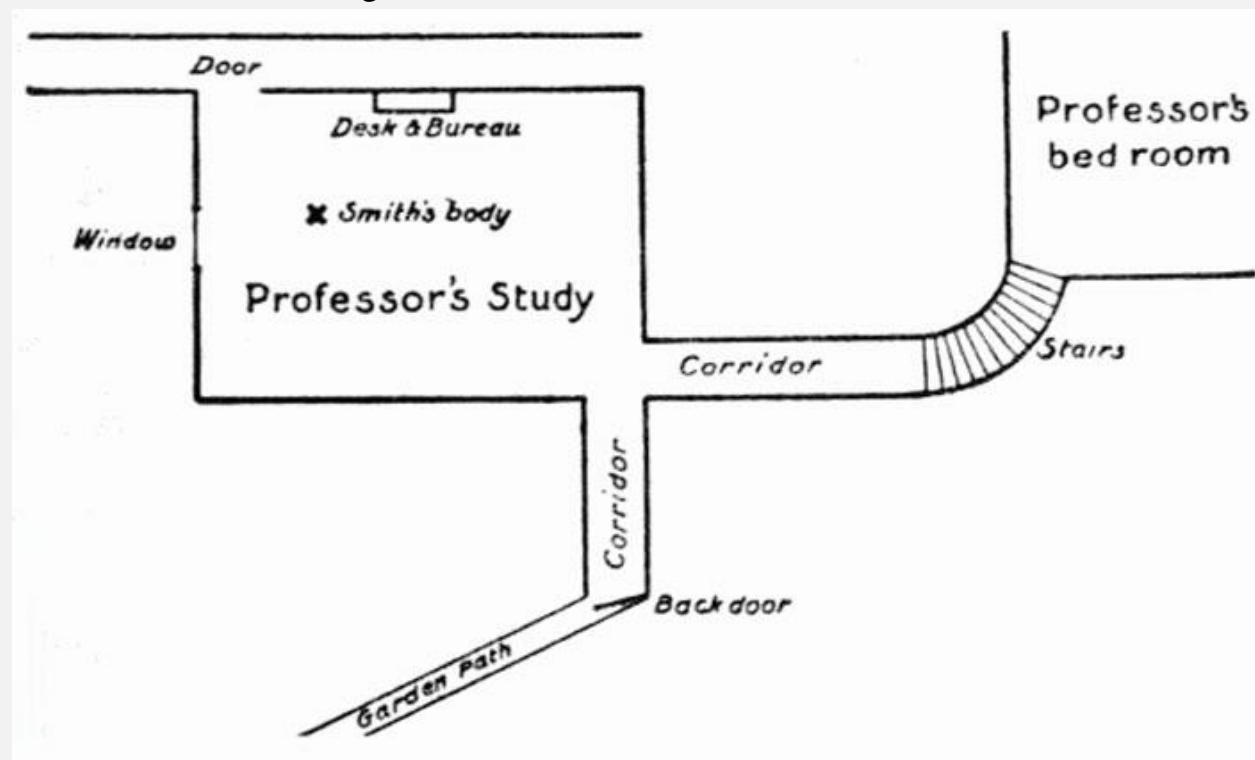 Door
Desk & Bureau
Professor's
bed room
Smith's body
Window
Professor's Study
Stairs
Corridor
Corridor
Back door
Garden Path